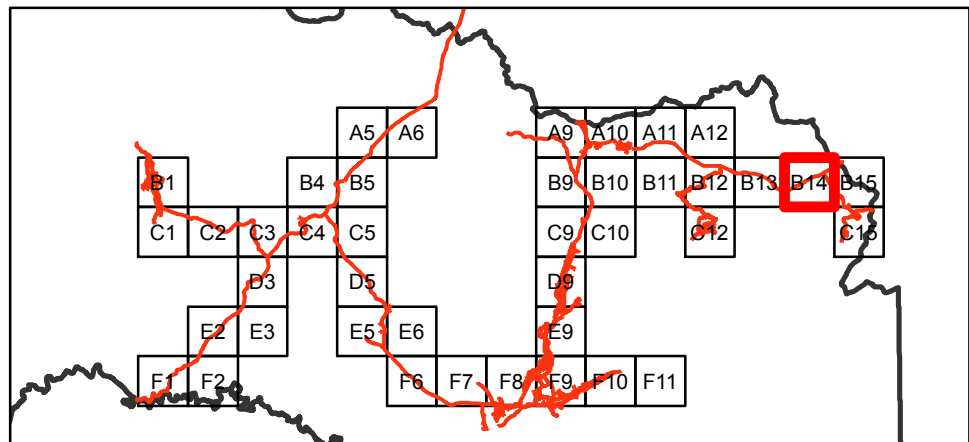 A5 A6 A9 A10 A11 A12
B1 B4 B5 B9 B10 B11 B12 B13 B14 B15
C1 C2 C3 C4 C5 C9 C10 C12 C15
D3 D5 D9
E2 E3 E5 E6 E9
F1 F2 F6 F7 F8 F9 F10 F11